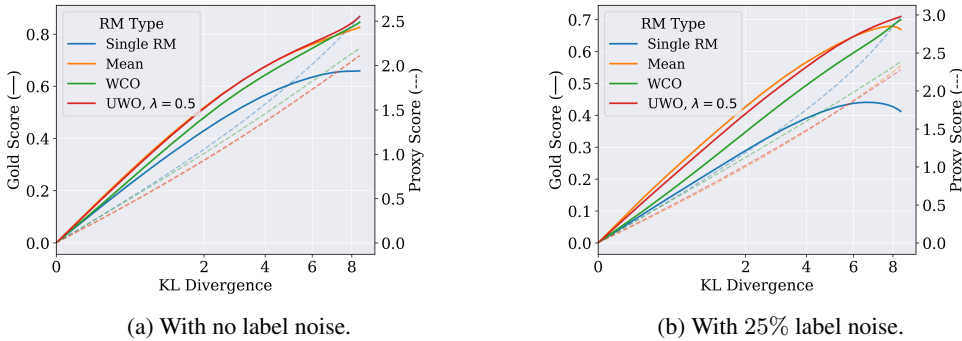 RM Type
Single RM
Mean
WCO
UWO, λ = 0.5
Gold Score (—)
0.8
0.6
0.4
0.2
0.0
2.5
2.0
1.5
1.0
0.5
0.0
Proxy Score (---)
0 2 4 6 8
KL Divergence
(a) With no label noise.
RM Type
Single RM
Mean
WCO
UWO, λ = 0.5
Gold Score (—)
0.7
0.6
0.5
0.4
0.3
0.2
0.1
0.0
3.0
2.5
2.0
1.5
1.0
0.5
0.0
Proxy Score (---)
0 2 4 6 8
KL Divergence
(b) With 25% label noise.